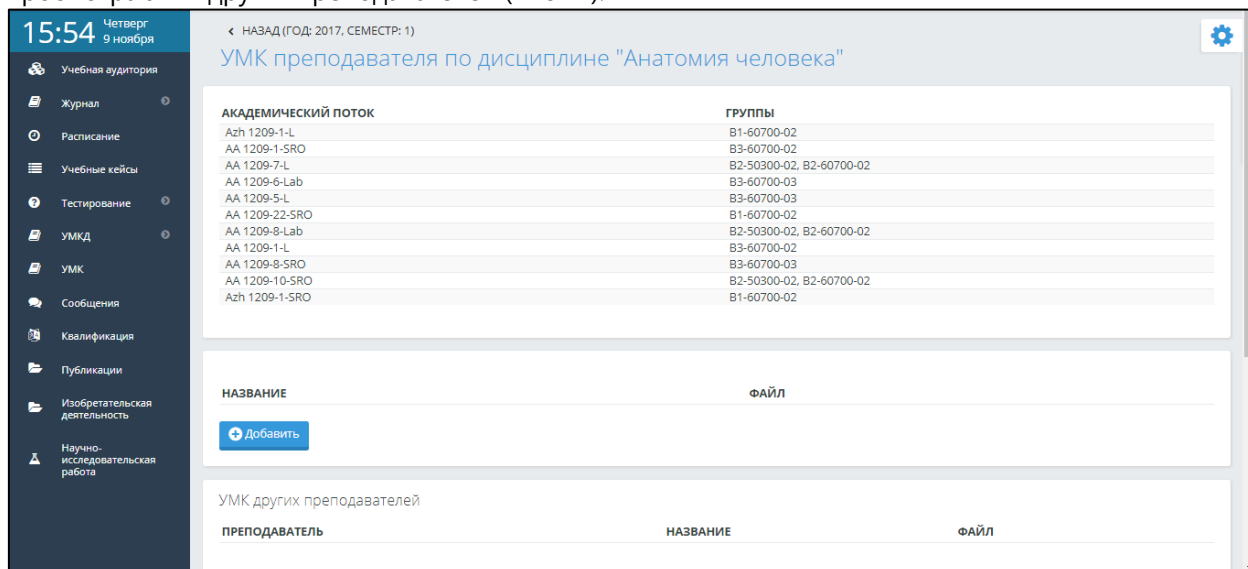 15:54 Четверг
9 ноября
Учебная аудитория
Журнал
Расписание
Учебные кейсы
Тестирование
УМКД
УМК
Сообщения
Квалификация
Публикации
Изобретательская
деятельность
Научно-
исследовательская
работа
НАЗАД (ГОД: 2017, СЕМЕСТР: 1)
УМК преподавателя по дисциплине "Анатомия человека"
АКАДЕМИЧЕСКИЙ ПОТОК ГРУППЫ
Azh 1209-1-L B1-60700-02
AA 1209-1-SRO B3-60700-02
AA 1209-7-L B2-50300-02, B2-60700-02
AA 1209-6-Lab B3-60700-03
AA 1209-5-L B3-60700-03
AA 1209-22-SRO B1-60700-02
AA 1209-8-Lab B2-50300-02, B2-60700-02
AA 1209-1-L B3-60700-02
AA 1209-8-SRO B3-60700-03
AA 1209-10-SRO B2-50300-02, B2-60700-02
Azh 1209-1-SRO B1-60700-02
НАЗВАНИЕ ФАЙЛ
Добавить
УМК других преподавателей
ПРЕПОДАВАТЕЛЬ НАЗВАНИЕ ФАЙЛ